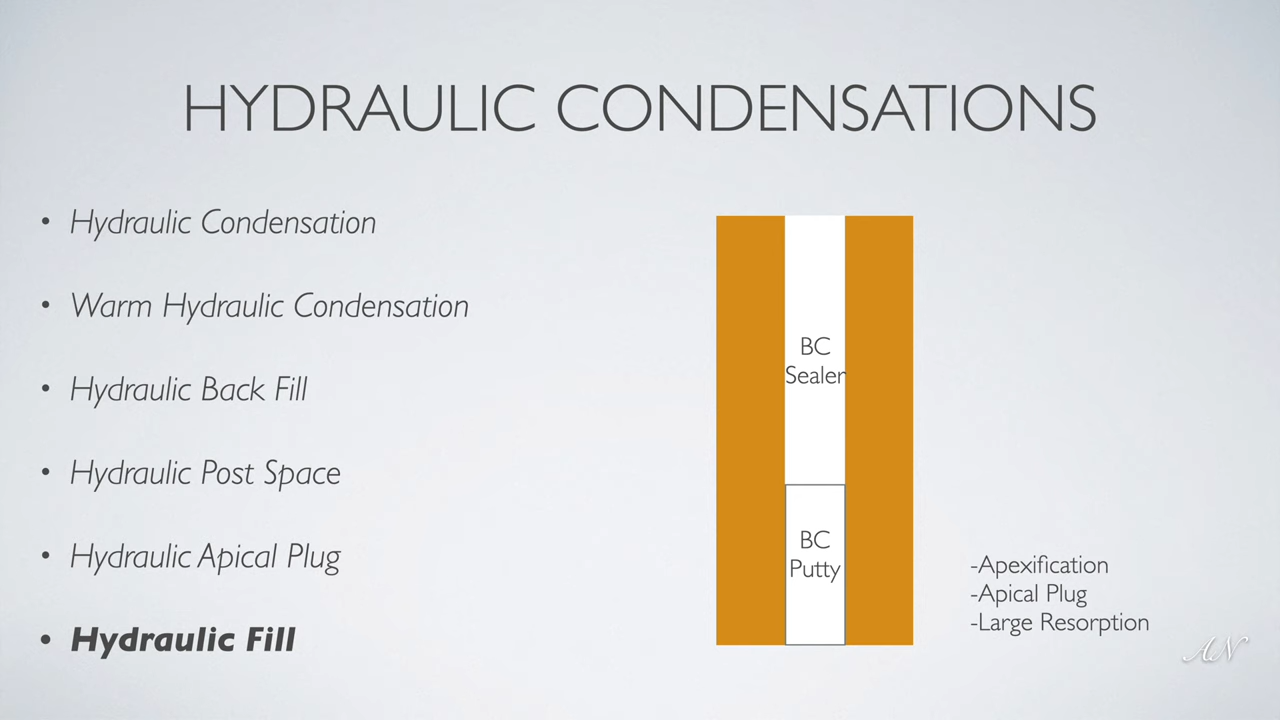 HYDRAULIC CONDENSATIONS
• Hydraulic Condensation
• Warm Hydraulic Condensation
• Hydraulic Back Fill
• Hydraulic Post Space
• Hydraulic Apical Plug
• Hydraulic Fill
BC
Sealer
BC
Putty
-Apexification
-Apical Plug
-Large Resorption
AN